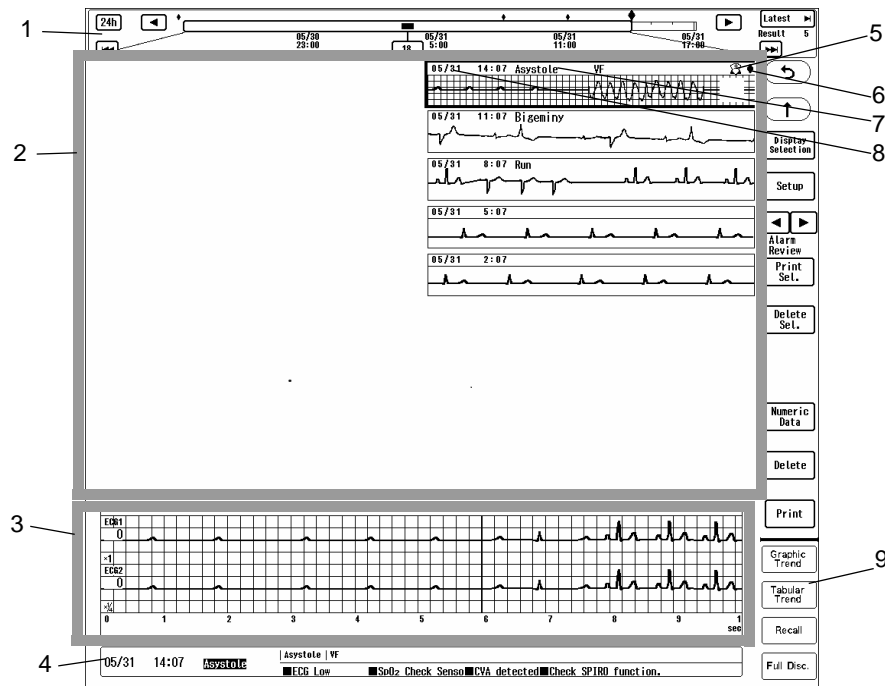 1
24h
05/30
23:00
18
05/31
5:00
05/31
11:00
05/31
17:00
Latest
Result 5
5
6
7
8
2
05/31 14:07 Asystole VF
05/31 11:07 Bigeminy
05/31 8:07 Run
05/31 5:07
05/31 2:07
Display
Selection
Setup
Alarm
Review
Print
Sel.
Delete
Sel.
Numeric
Data
Delete
Print
3
ECG1
0
×1
ECG2
0
×¼
0 1 2 3 4 5 6 7 8 9 1
sec
9
Graphic
Trend
Tabular
Trend
Recall
Full Disc.
4
05/31 14:07 Asystole
Asystole | VF
ECG Low SpO2 Check Senso CVA detected Check SPIRO function.